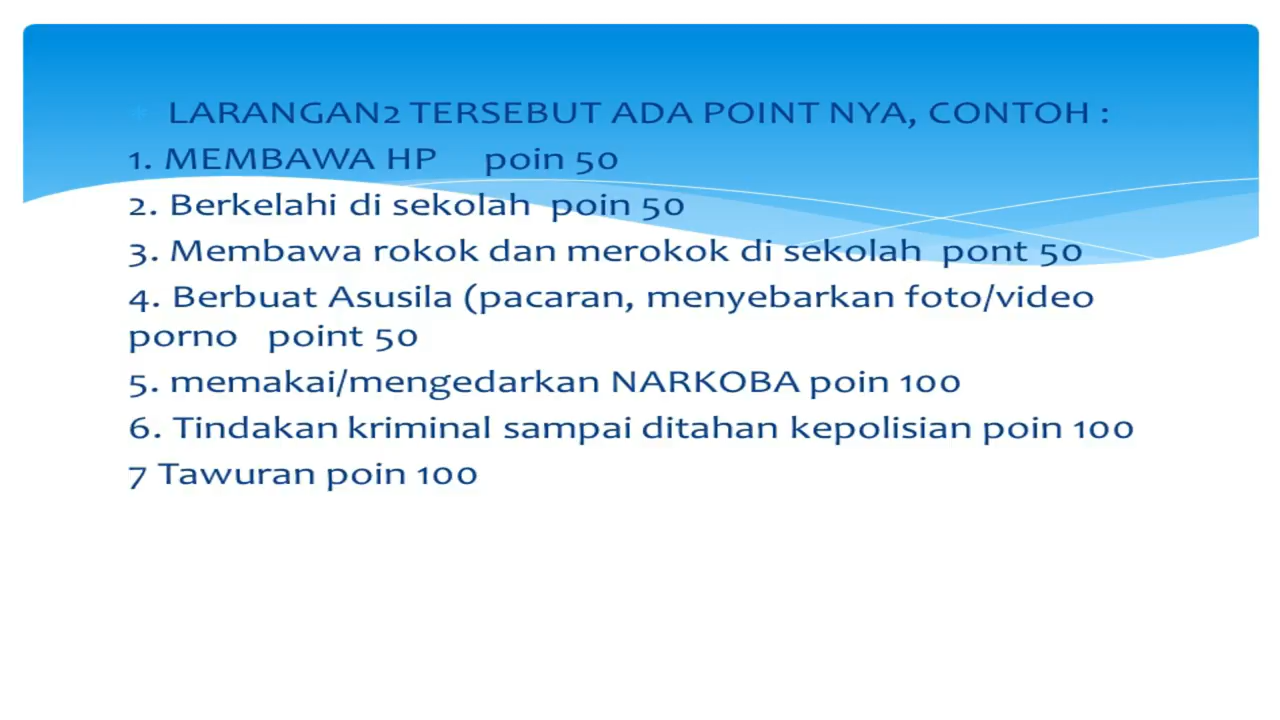 * LARANGAN2 TERSEBUT ADA POINT NYA, CONTOH :
1. MEMBAWA HP poin 50
2. Berkelahi di sekolah poin 50
3. Membawa rokok dan merokok di sekolah pont 50
4. Berbuat Asusila (pacaran, menyebarkan foto/video
porno point 50
5. memakai/mengedarkan NARKOBA poin 100
6. Tindakan kriminal sampai ditahan kepolisian poin 100
7 Tawuran poin 100